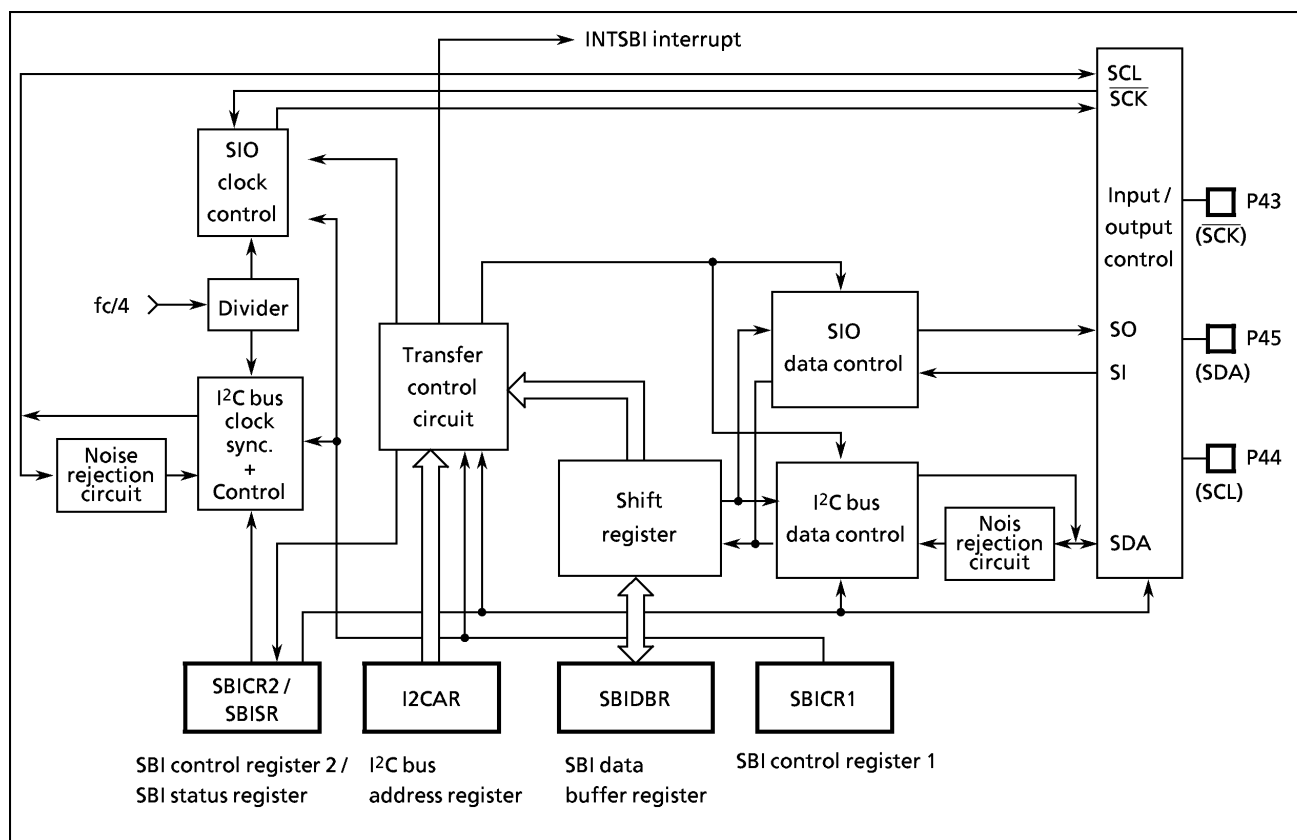 INTSBI interrupt
SCL
SCK
SIO
clock
control
Input /
output
control
P43
(SCK)
fc/4
Divider
SIO
data control
SO
SI
P45
(SDA)
Transfer
control
circuit
I²C bus
clock
sync.
+
Control
Noise
rejection
circuit
Shift
register
I²C bus
data control
Nois
rejection
circuit
SDA
P44
(SCL)
SBICR2 /
SBISR
I2CAR
SBIDBR
SBICR1
SBI control register 2 /
SBI status register
I²C bus
address register
SBI data
buffer register
SBI control register 1